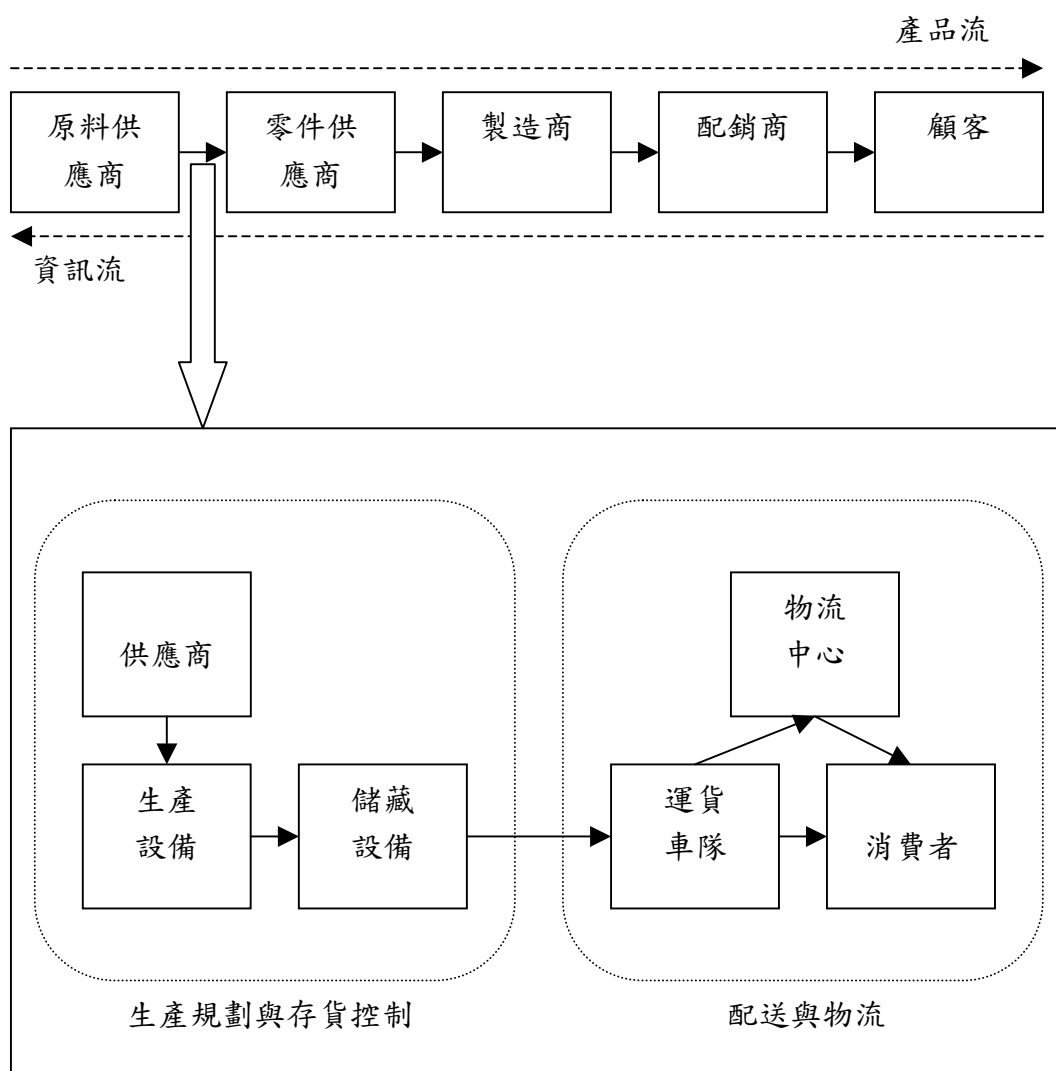 產品流
原料供
應商
零件供
應商
製造商
配銷商
顧客
資訊流
供應商
生產
設備
儲藏
設備
物流
中心
運貨
車隊
消費者
生產規劃與存貨控制
配送與物流